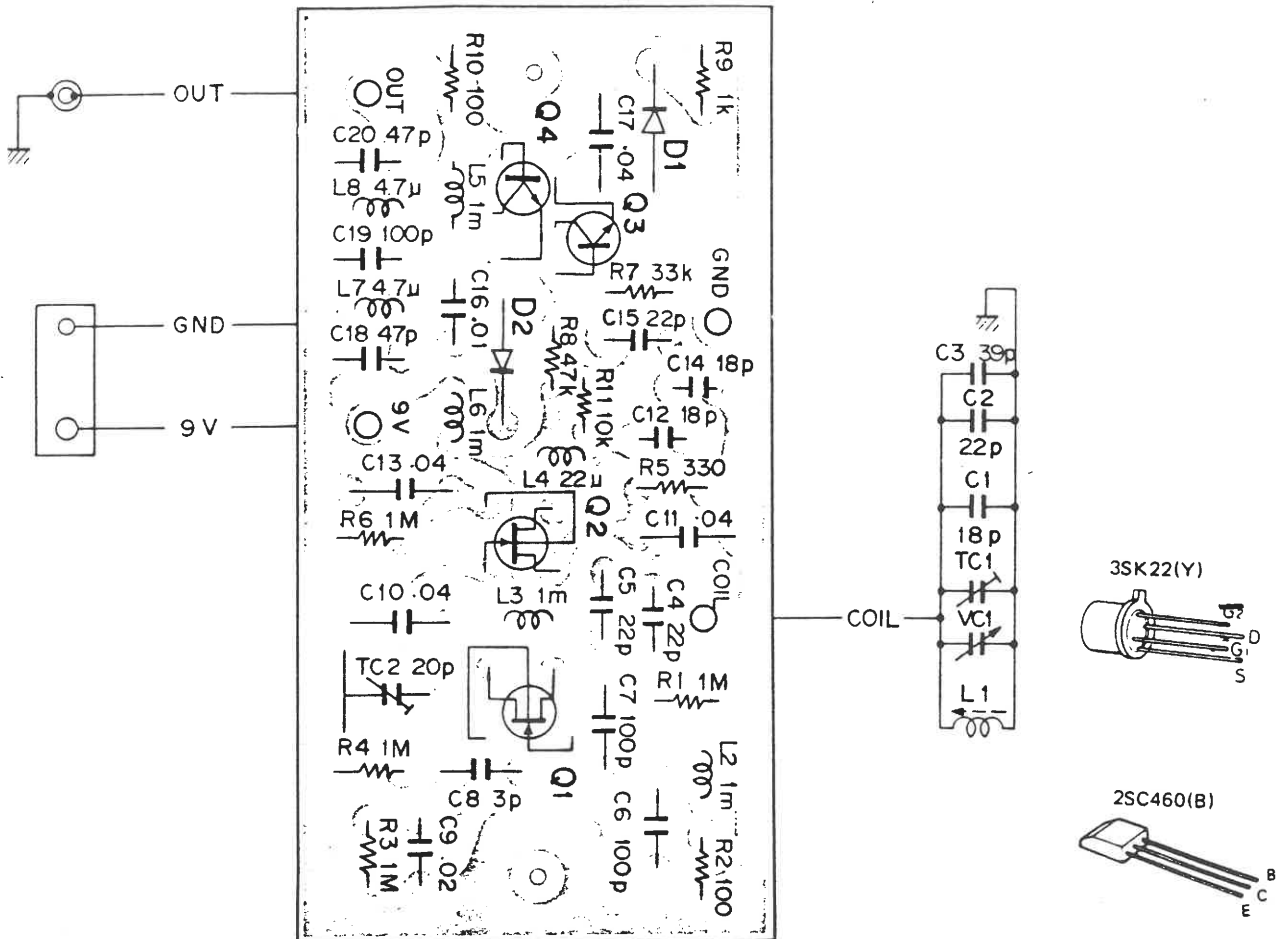 OUT
GND
9V
R10 100
OUT
Q4
C17 .04
D1
R9 1k
C20 47p
L8 4.7μ
L5 1m
Q3
C19 100p
L7 4.7μ
C18 47p
C16 .01
D2
R7 33k
GND
C15 22p
R8 47k
R11 10k
C14 18p
9V
L6 1m
C12 18p
C13 .04
L4 22μ
R5 330
R6 1M
Q2
C11 .04
C10 .04
L3 1m
C5 22p
C4 22p
COIL
TC2 20p
C7 100p
R1 1M
R4 1M
C8 3p
Q1
L2 1m
R3 1M
C9 .02
C6 100p
R2 100
COIL
C3 39p
C2
22p
C1
18p
TC1
VC1
L1
3SK22(Y)
G2
D
G1
S
2SC460(B)
B
C
E